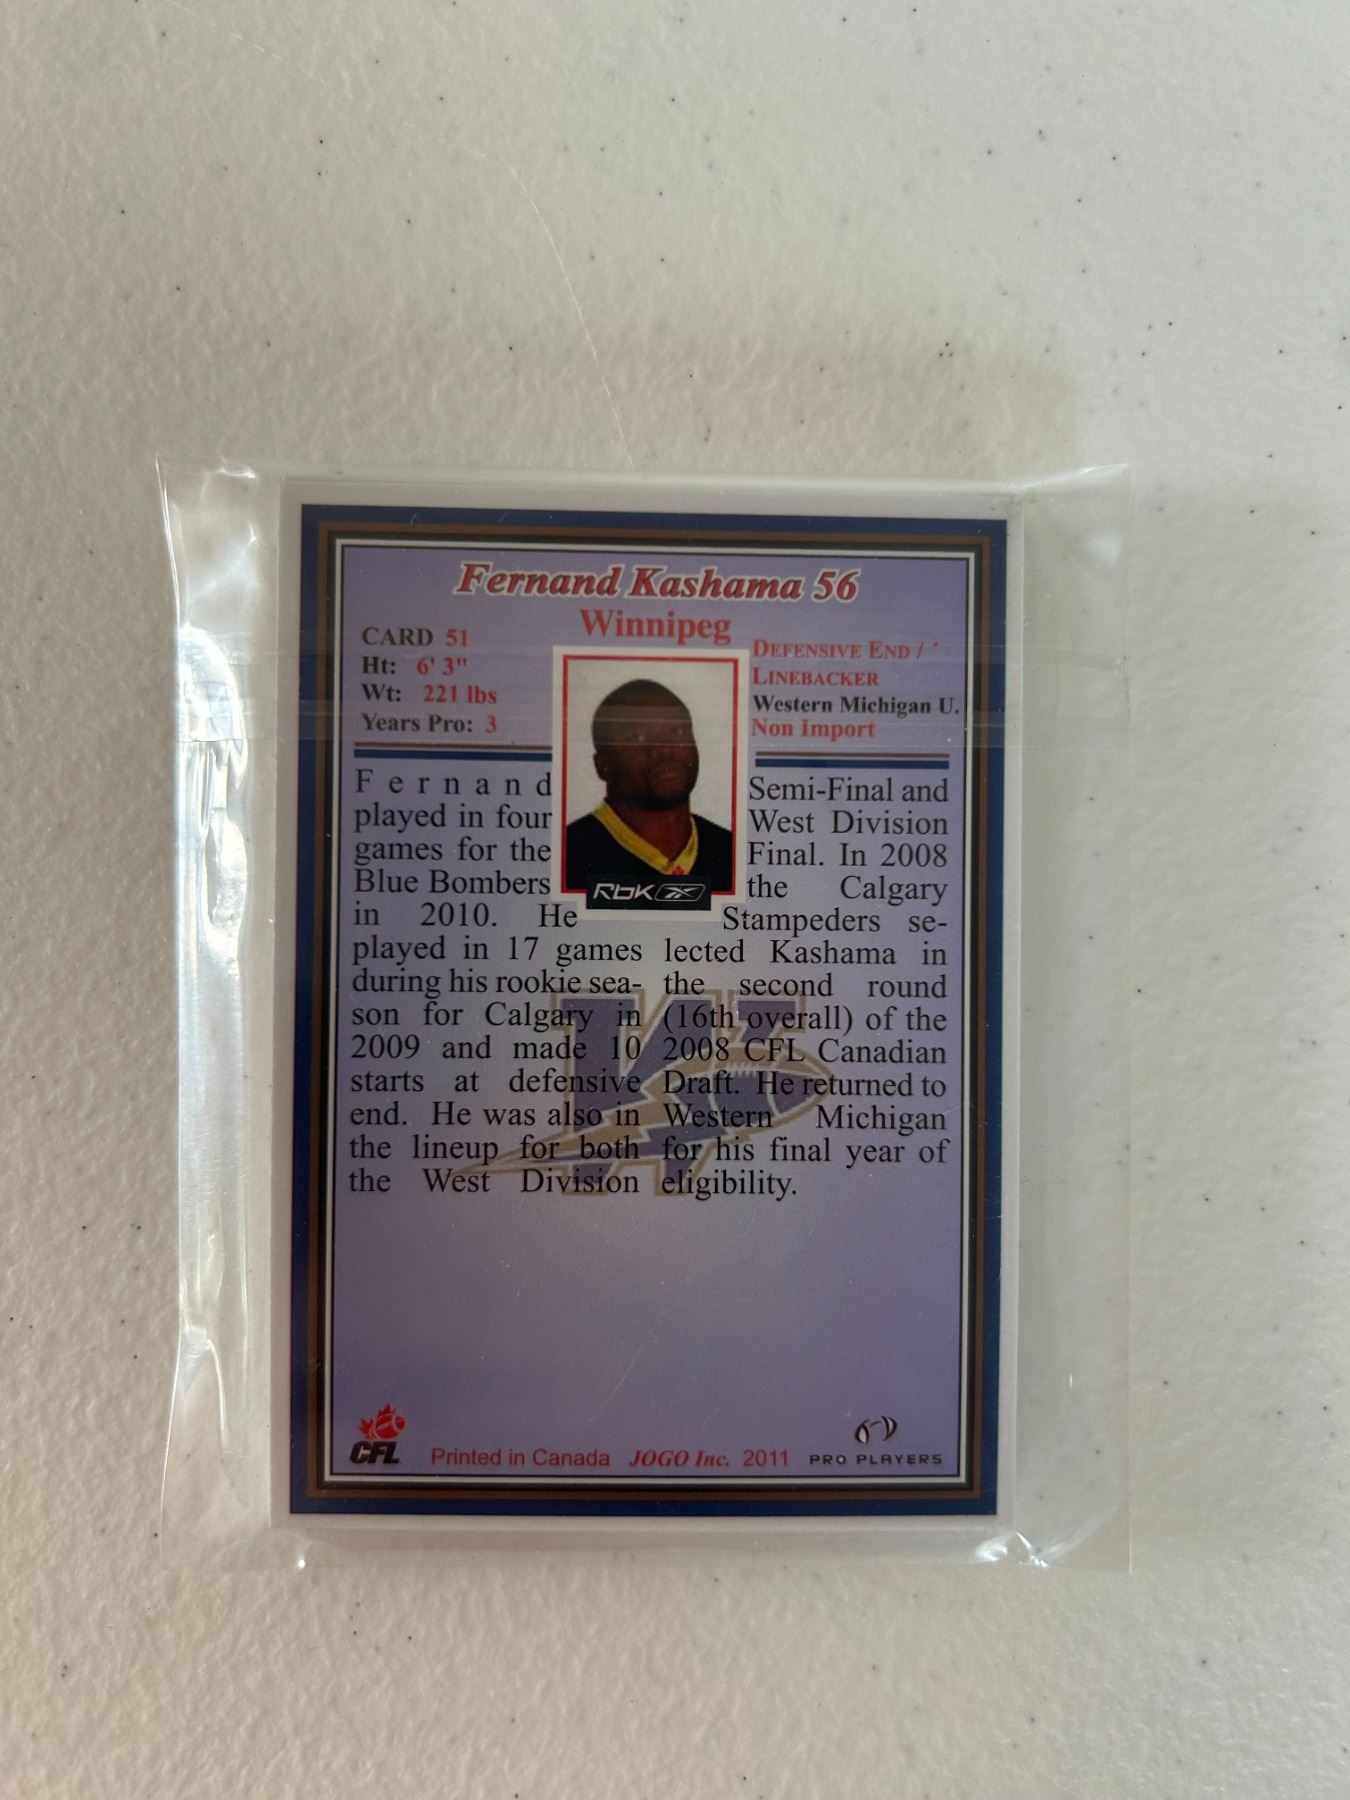 Fernand Kashama 56
Winnipeg
CARD 51
Ht: 6' 3"
Wt: 221 lbs
Years Pro: 3
DEFENSIVE END /
LINEBACKER
Western Michigan U.
Non Import
RbK
Fernand
played in four
games for the
Blue Bombers
in 2010. He
played in 17 games
during his rookie sea-
son for Calgary in
2009 and made 10
starts at defensive
end. He was also in
the lineup for both
the West Division
Semi-Final and
West Division
Final. In 2008
the Calgary
Stampeders se-
lected Kashama in
the second round
(16th overall) of the
2008 CFL Canadian
Draft. He returned to
Western Michigan
for his final year of
eligibility.
W
CFL
Printed in Canada JOGO Inc. 2011
PRO PLAYERS